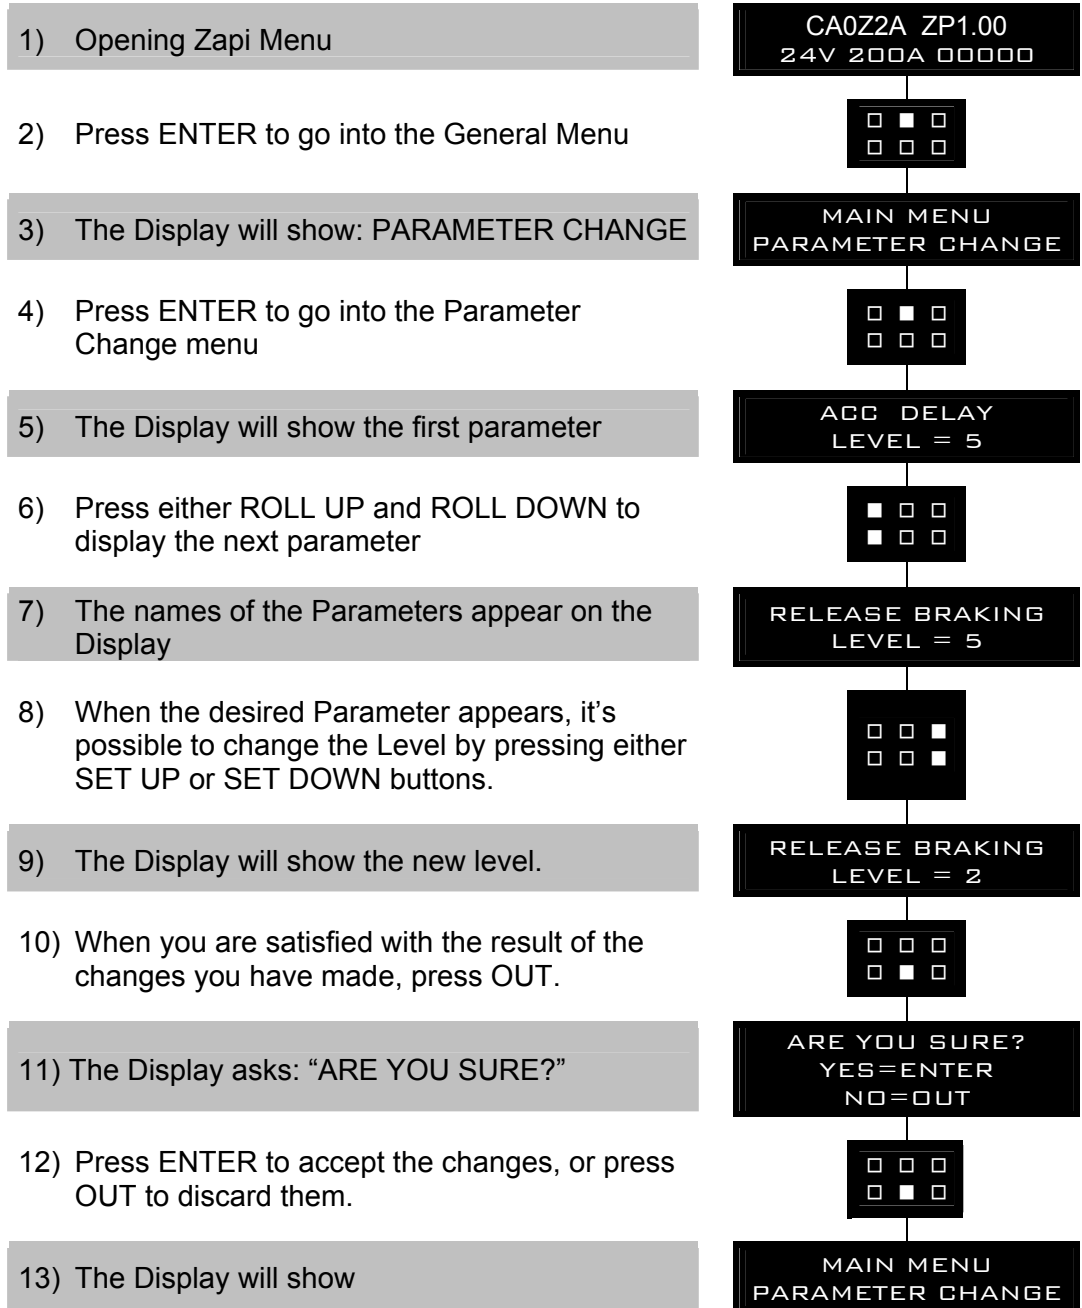 1) Opening Zapi Menu
CA0Z2A ZP1.00
24V 200A 00000
2) Press ENTER to go into the General Menu
3) The Display will show: PARAMETER CHANGE
MAIN MENU
PARAMETER CHANGE
4) Press ENTER to go into the Parameter
Change menu
5) The Display will show the first parameter
ACC DELAY
LEVEL = 5
6) Press either ROLL UP and ROLL DOWN to
display the next parameter
7) The names of the Parameters appear on the
Display
RELEASE BRAKING
LEVEL = 5
8) When the desired Parameter appears, it's
possible to change the Level by pressing either
SET UP or SET DOWN buttons.
9) The Display will show the new level.
RELEASE BRAKING
LEVEL = 2
10) When you are satisfied with the result of the
changes you have made, press OUT.
11) The Display asks: “ARE YOU SURE?”
ARE YOU SURE?
YES=ENTER
NO=OUT
12) Press ENTER to accept the changes, or press
OUT to discard them.
13) The Display will show
MAIN MENU
PARAMETER CHANGE